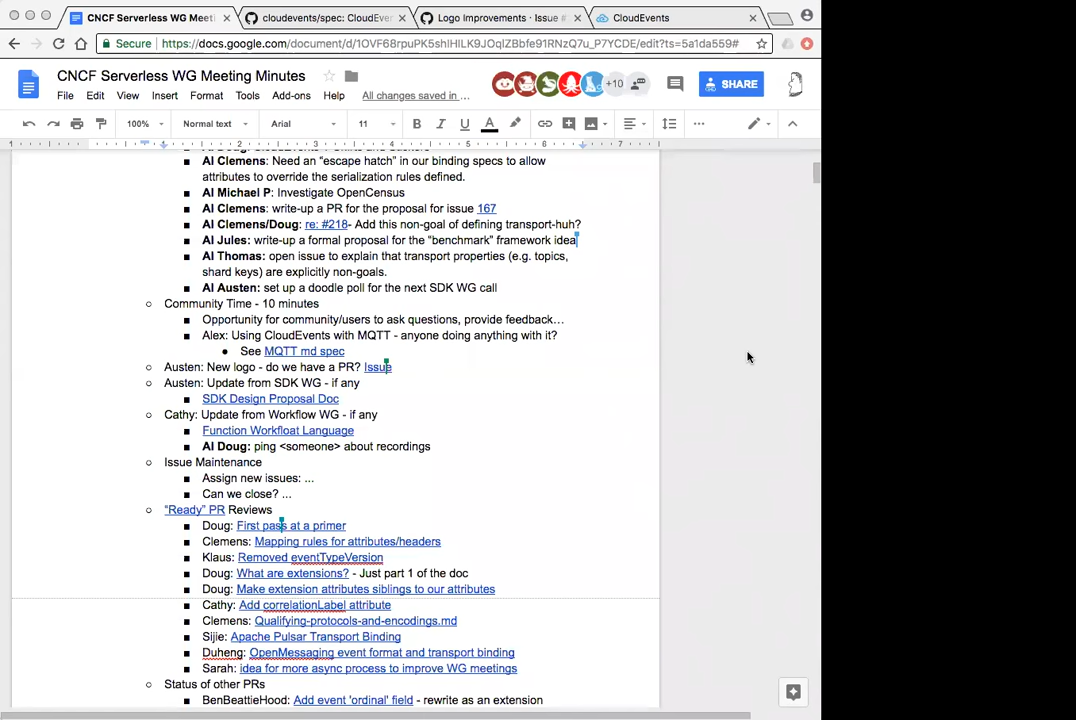 CNCF Serverless WG Meeti
cloudevents/spec: CloudEven
Logo Improvements · Issue #
CloudEvents
Secure https://docs.google.com/document/d/1OVF68rpuPK5shlHILK9JOqlZBbfe91RNzQ7u_P7YCDE/edit?ts=5a1da559#
CNCF Serverless WG Meeting Minutes
+10
SHARE
File Edit View Insert Format Tools Add-ons Help All changes saved in …
100% Normal text Arial 11 B I U A
1 1 2 3 4 5 6 7
AI Clemens: Need an “escape hatch” in our binding specs to allow
attributes to override the serialization rules defined.
AI Michael P: Investigate OpenCensus
AI Clemens: write-up a PR for the proposal for issue 167
AI Clemens/Doug: re: #218- Add this non-goal of defining transport-huh?
AI Jules: write-up a formal proposal for the “benchmark” framework idea
AI Thomas: open issue to explain that transport properties (e.g. topics,
shard keys) are explicitly non-goals.
AI Austen: set up a doodle poll for the next SDK WG call
Community Time - 10 minutes
Opportunity for community/users to ask questions, provide feedback…
Alex: Using CloudEvents with MQTT - anyone doing anything with it?
See MQTT md spec
Austen: New logo - do we have a PR? Issue
Austen: Update from SDK WG - if any
SDK Design Proposal Doc
Cathy: Update from Workflow WG - if any
Function Workfloat Language
AI Doug: ping <someone> about recordings
Issue Maintenance
Assign new issues: ...
Can we close? ...
“Ready” PR Reviews
Doug: First pass at a primer
Clemens: Mapping rules for attributes/headers
Klaus: Removed eventTypeVersion
Doug: What are extensions? - Just part 1 of the doc
Doug: Make extension attributes siblings to our attributes
Cathy: Add correlationLabel attribute
Clemens: Qualifying-protocols-and-encodings.md
Sijie: Apache Pulsar Transport Binding
Duheng: OpenMessaging event format and transport binding
Sarah: idea for more async process to improve WG meetings
Status of other PRs
BenBeattieHood: Add event 'ordinal' field - rewrite as an extension